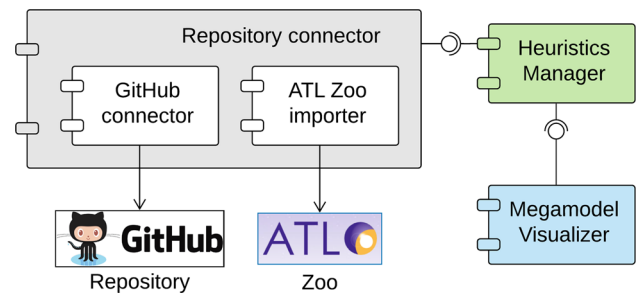 Repository connector
GitHub
connector
ATL Zoo
importer
Heuristics
Manager
Megamodel
Visualizer
GitHub
Repository
ATL
Zoo